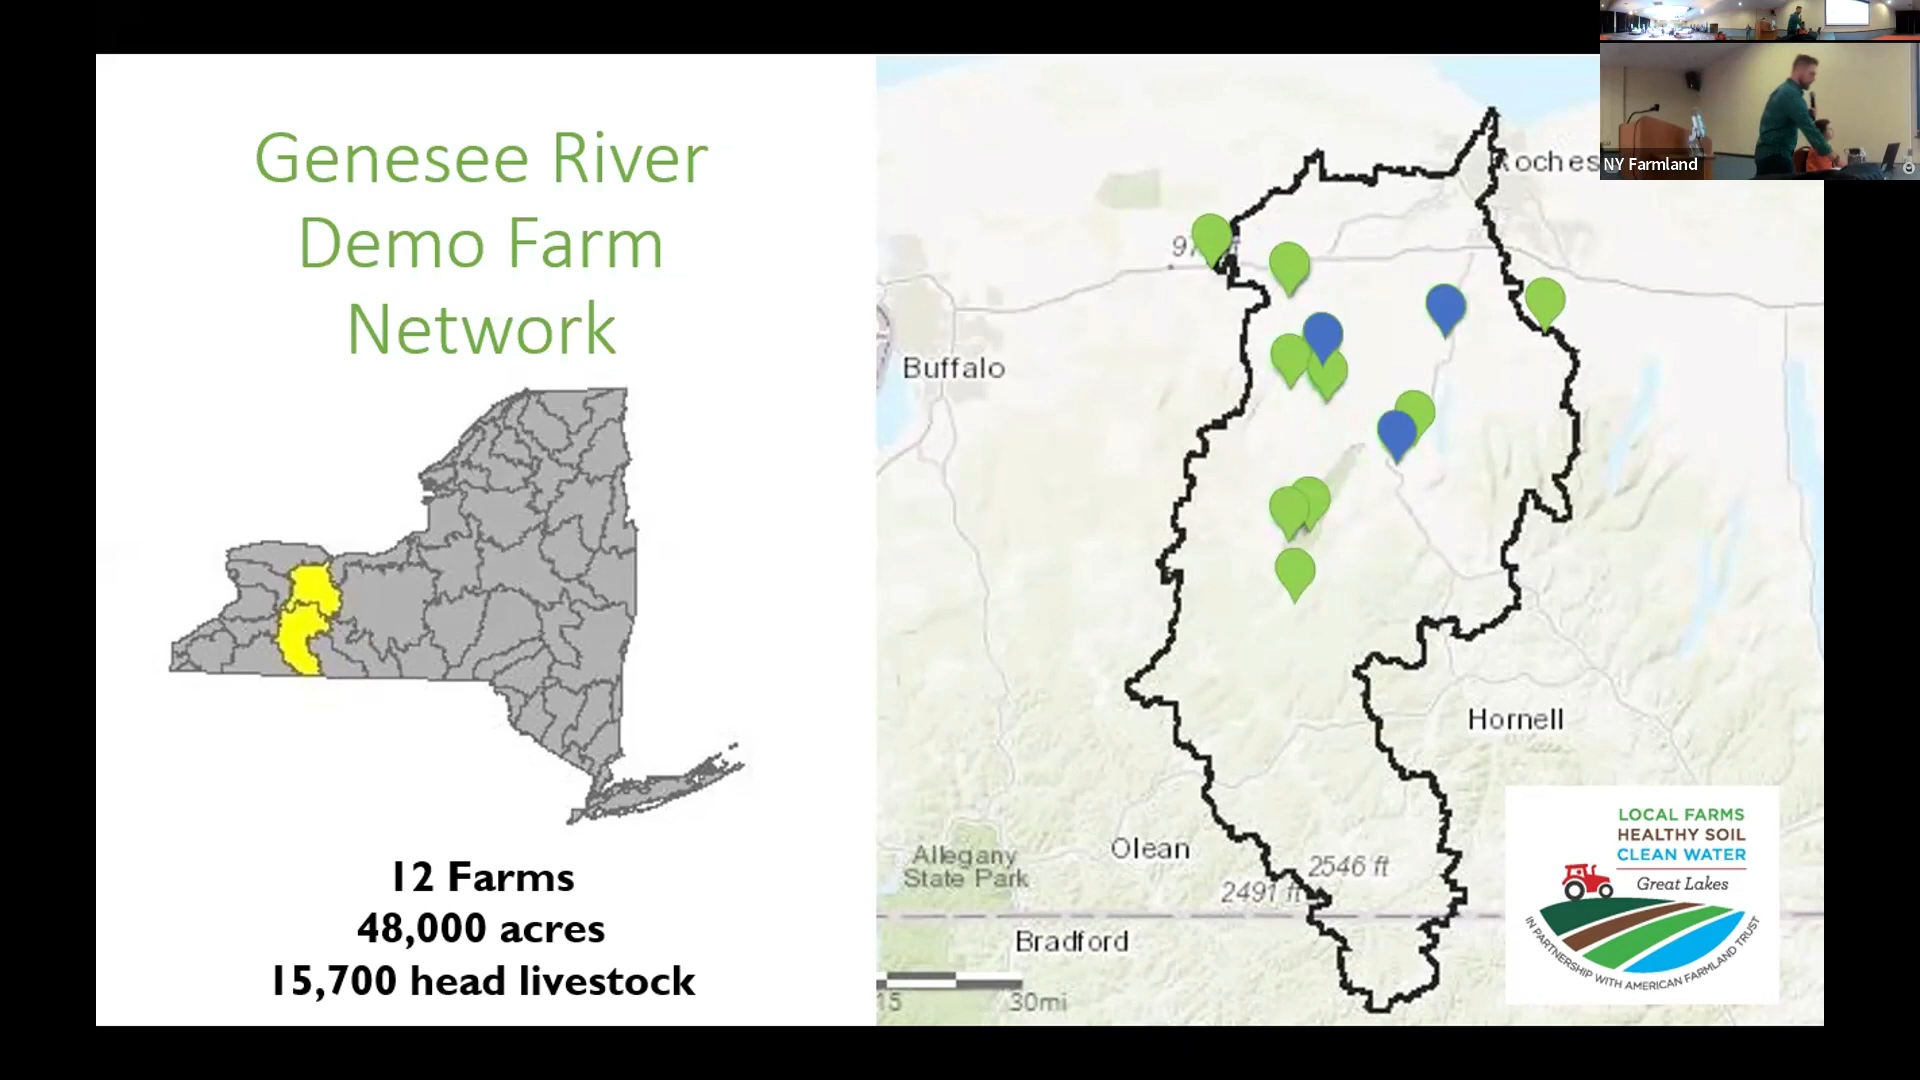 Genesee River
Demo Farm
Network
12 Farms
48,000 acres
15,700 head livestock
Buffalo
Hornell
Olean
Allegany
State Park
2546 ft
2491 ft
Bradford
15
30mi
LOCAL FARMS
HEALTHY SOIL
CLEAN WATER
Great Lakes
IN PARTNERSHIP WITH AMERICAN FARMLAND TRUST
NY Farmland